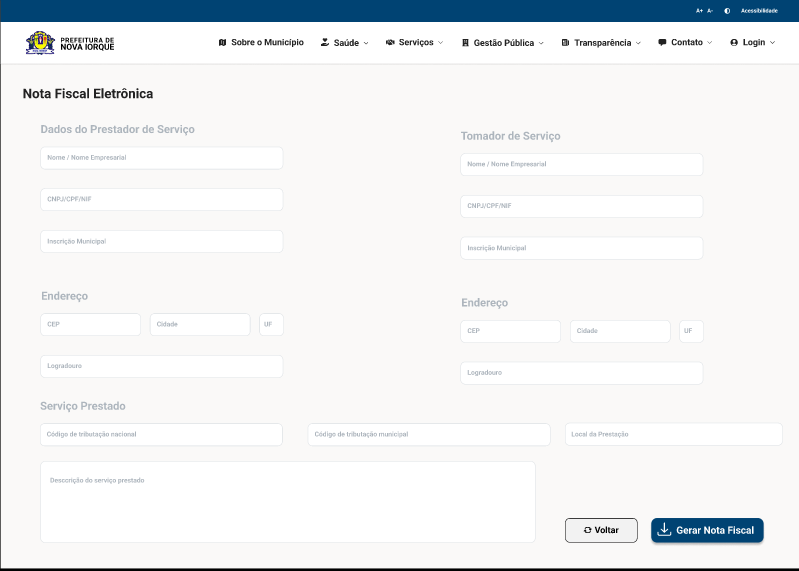 A+ A- Acessibilidade
PREFEITURA DE
NOVA IORQUE
Sobre o Município Saúde Serviços Gestão Pública Transparência Contato Login
Nota Fiscal Eletrônica
Dados do Prestador de Serviço
Nome / Nome Empresarial
CNPJ/CPF/NIF
Inscrição Municipal
Endereço
CEP Cidade UF
Logradouro
Tomador de Serviço
Nome / Nome Empresarial
CNPJ/CPF/NIF
Inscrição Municipal
Endereço
CEP Cidade UF
Logradouro
Serviço Prestado
Código de tributação nacional Código de tributação municipal Local da Prestação
Desccrição do serviço prestado
Voltar Gerar Nota Fiscal